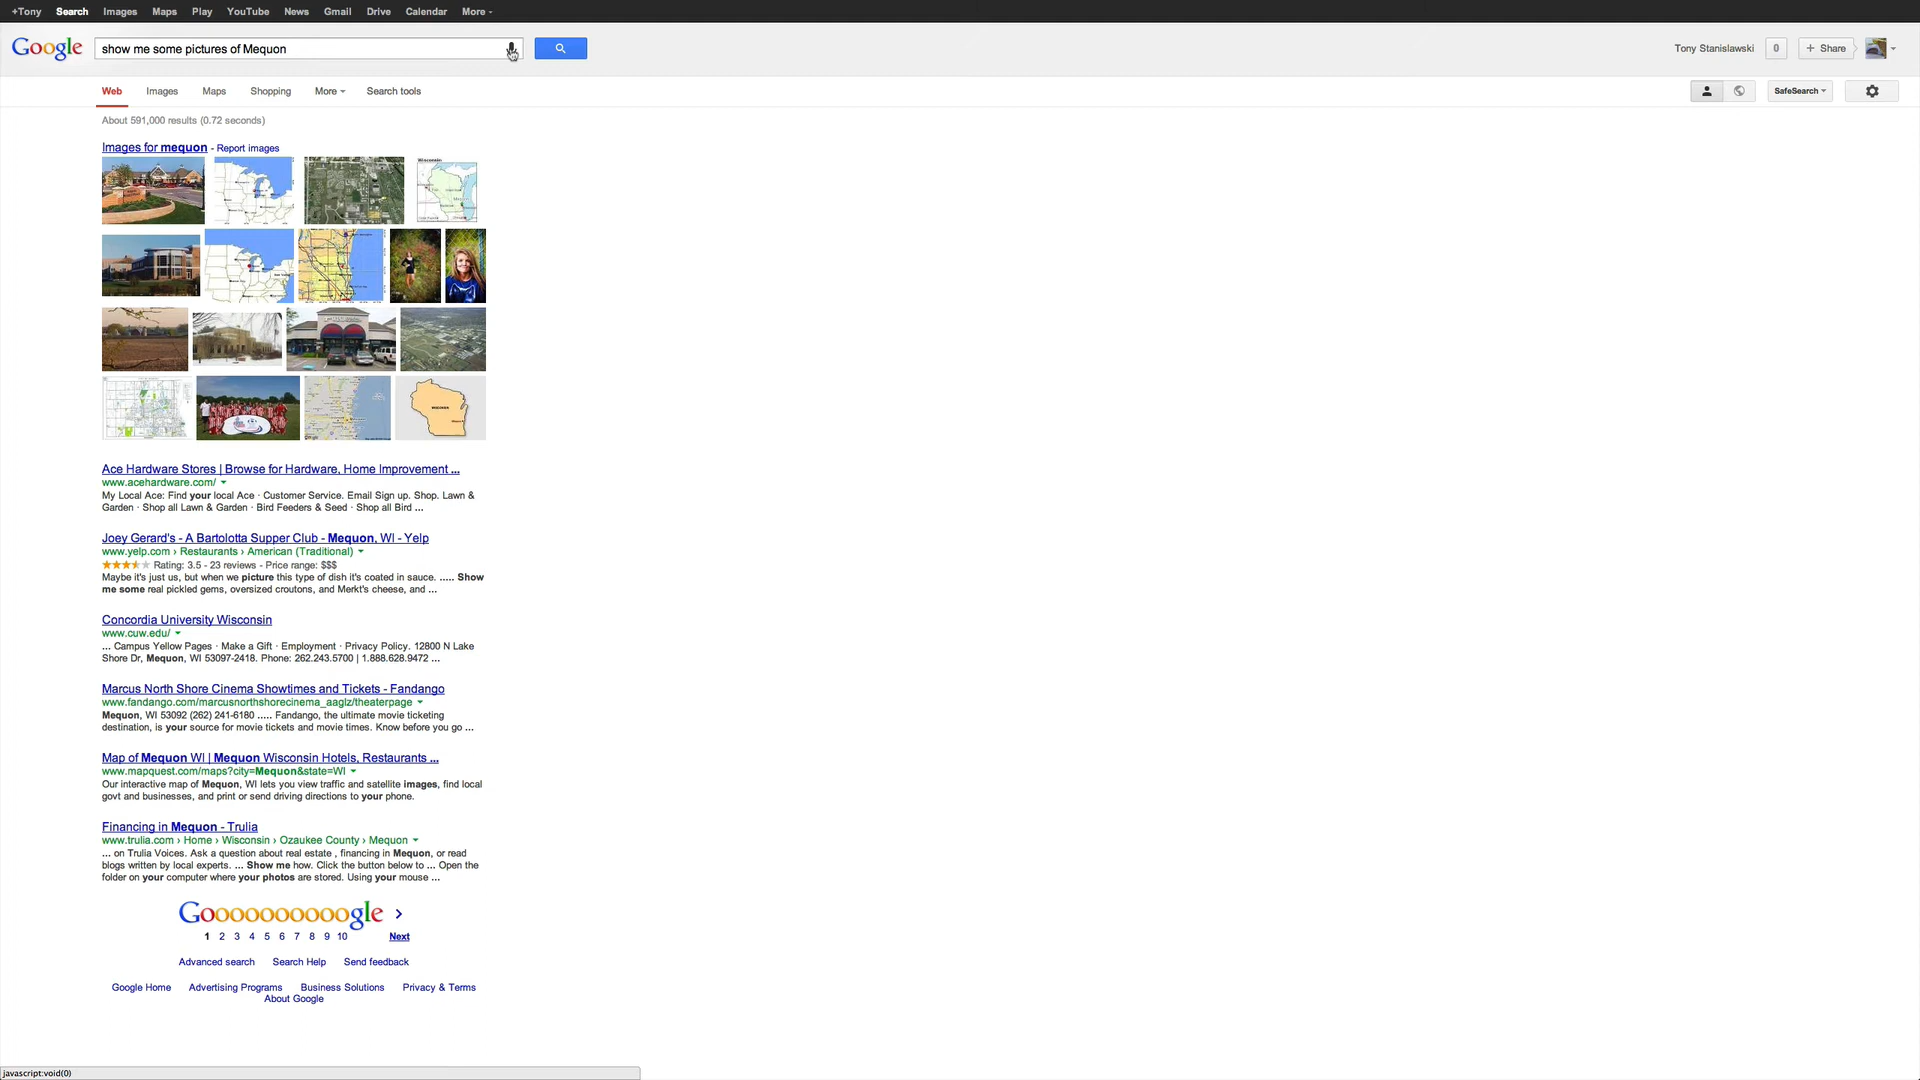 +Tony Search Images Maps Play YouTube News Gmail Drive Calendar More
Google show me some pictures of Mequon Tony Stanislawski 0 + Share
Web Images Maps Shopping More Search tools SafeSearch
About 591,000 results (0.72 seconds)
Images for mequon - Report images
Wisconsin
WISCONSIN
Ace Hardware Stores | Browse for Hardware, Home Improvement ...
www.acehardware.com/
My Local Ace: Find your local Ace · Customer Service. Email Sign up. Shop. Lawn &
Garden · Shop all Lawn & Garden · Bird Feeders & Seed · Shop all Bird ...
Joey Gerard's - A Bartolotta Supper Club - Mequon, WI - Yelp
www.yelp.com › Restaurants › American (Traditional)
Rating: 3.5 - 23 reviews - Price range: $$$
Maybe it's just us, but when we picture this type of dish it's coated in sauce. ..... Show
me some real pickled gems, oversized croutons, and Merkt's cheese, and ...
Concordia University Wisconsin
www.cuw.edu/
... Campus Yellow Pages · Make a Gift · Employment · Privacy Policy. 12800 N Lake
Shore Dr, Mequon, WI 53097-2418. Phone: 262.243.5700 | 1.888.628.9472 ...
Marcus North Shore Cinema Showtimes and Tickets - Fandango
www.fandango.com/marcusnorthshorecinema_aaglz/theaterpage
Mequon, WI 53092 (262) 241-6180 ..... Fandango, the ultimate movie ticketing
destination, is your source for movie tickets and movie times. Know before you go ...
Map of Mequon WI | Mequon Wisconsin Hotels, Restaurants ...
www.mapquest.com/maps?city=Mequon&state=WI
Our interactive map of Mequon, WI lets you view traffic and satellite images, find local
govt and businesses, and print or send driving directions to your phone.
Financing in Mequon - Trulia
www.trulia.com › Home › Wisconsin › Ozaukee County › Mequon
... on Trulia Voices. Ask a question about real estate , financing in Mequon, or read
blogs written by local experts. ... Show me how. Click the button below to ... Open the
folder on your computer where your photos are stored. Using your mouse ...
Goooooooooogle >
1 2 3 4 5 6 7 8 9 10 Next
Advanced search Search Help Send feedback
Google Home Advertising Programs Business Solutions Privacy & Terms
About Google
javascript:void(0)